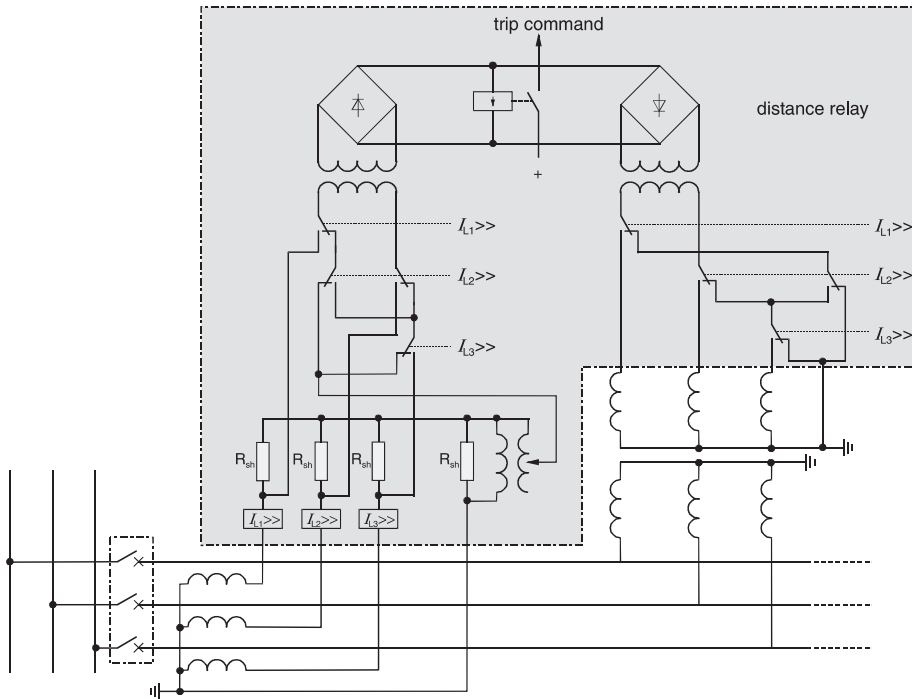 trip command
distance relay
+
I_L1>>
I_L1>>
I_L2>>
I_L2>>
I_L3>>
I_L3>>
R_sh
R_sh
R_sh
R_sh
I_L1>>
I_L2>>
I_L3>>